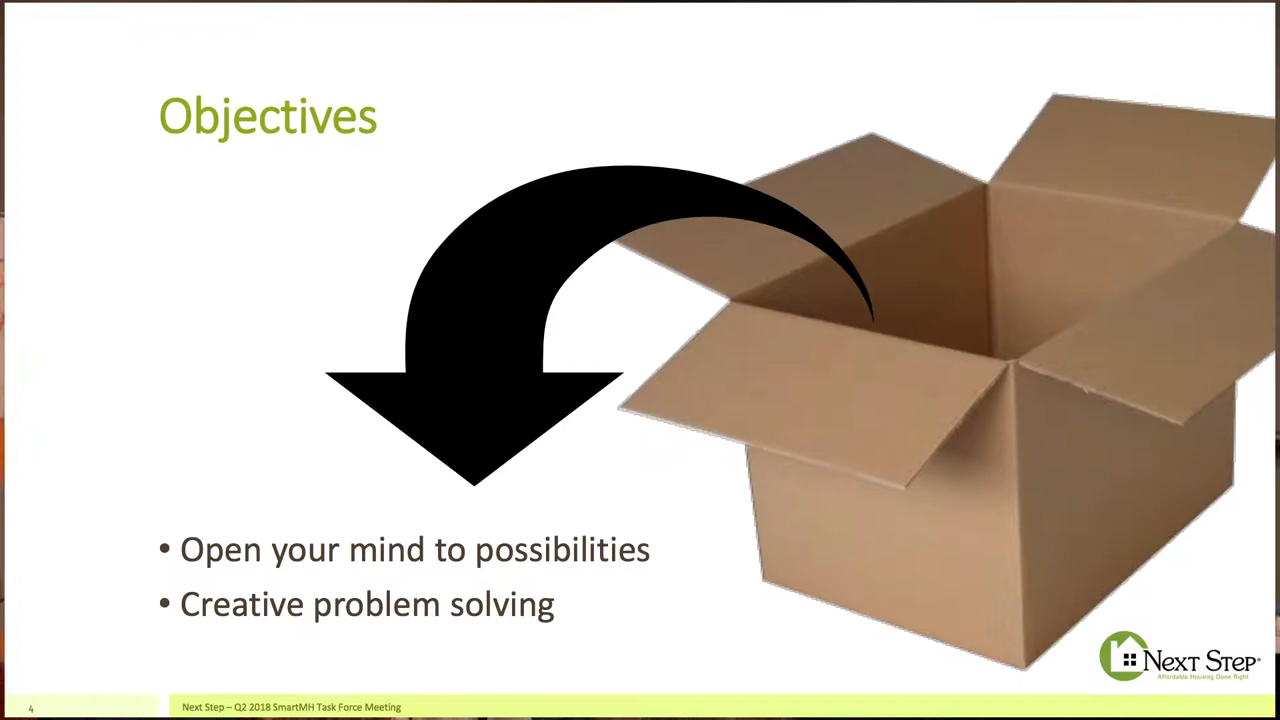 Objectives
• Open your mind to possibilities
• Creative problem solving
NEXT STEP®
Affordable Housing Done Right
4
Next Step – Q2 2018 SmartMH Task Force Meeting